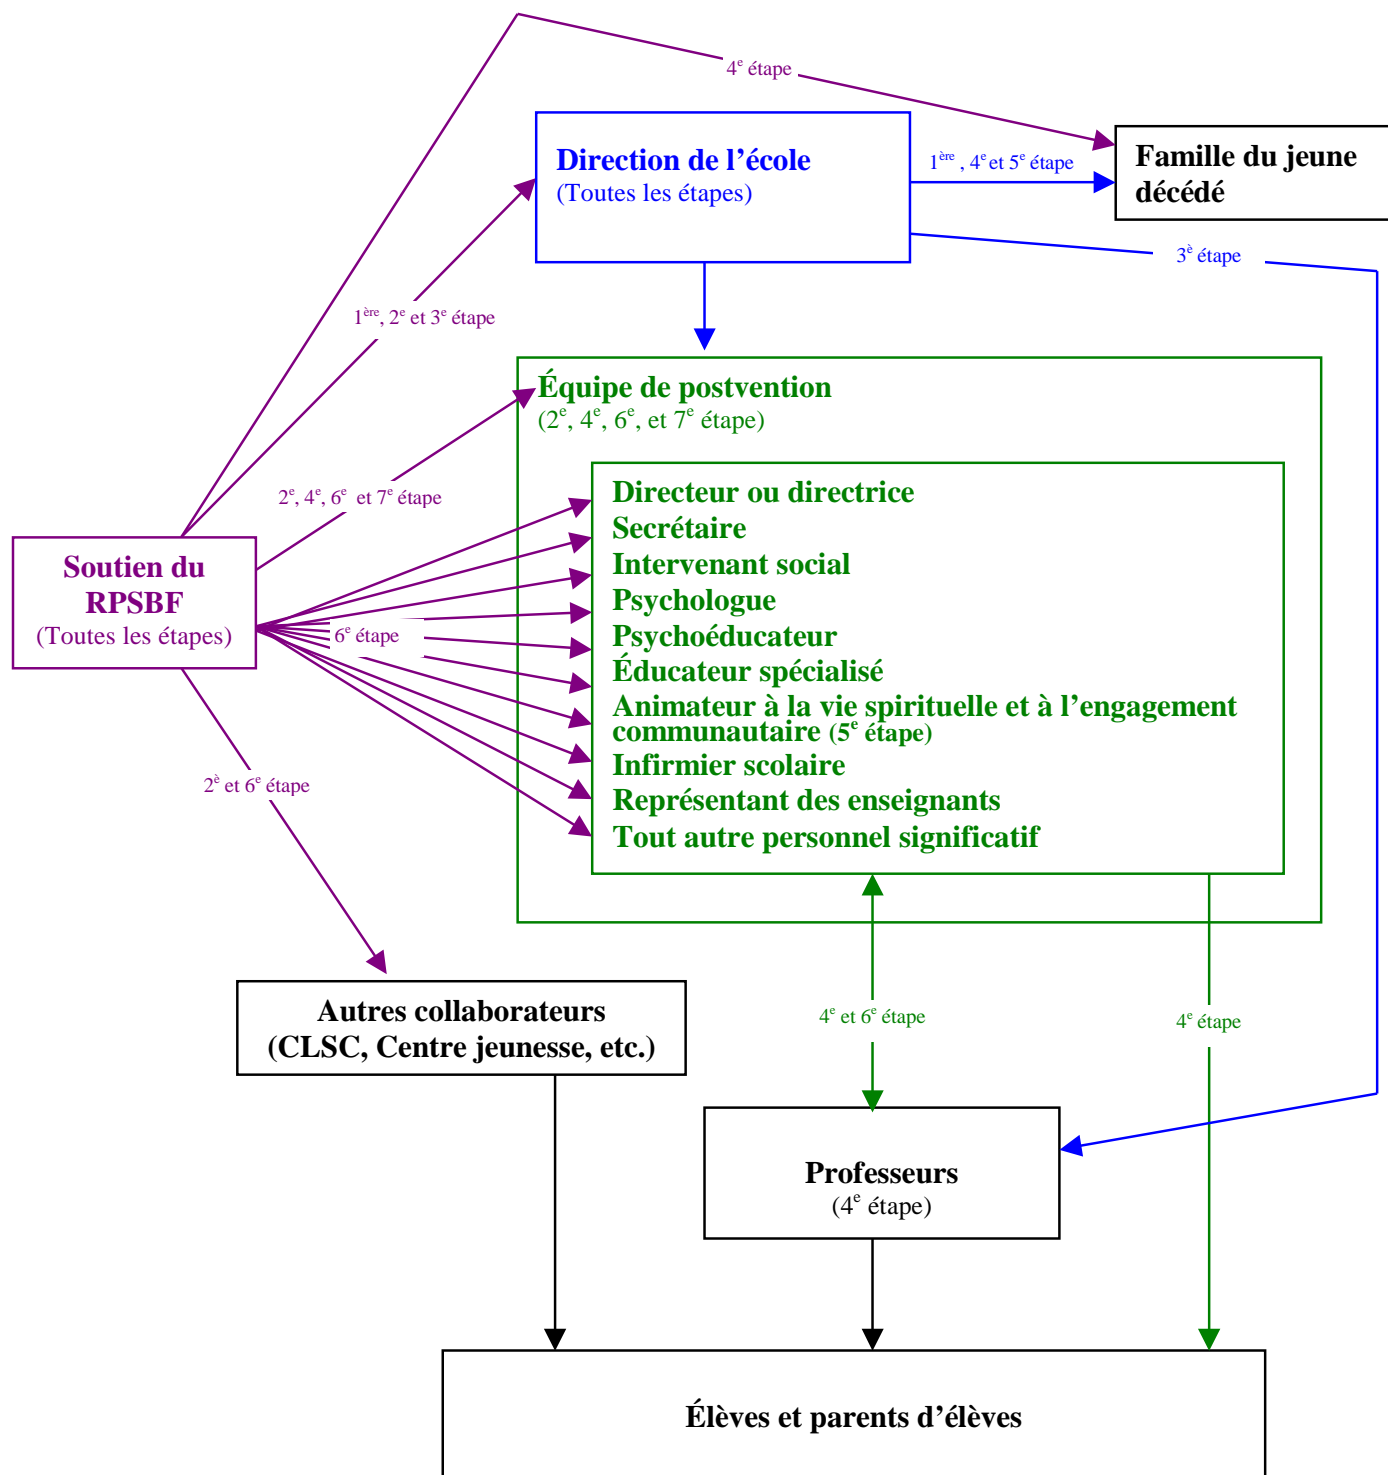 4e étape
Direction de l’école
(Toutes les étapes)
1ère , 4e et 5e étape
Famille du jeune
décédé
3è étape
1ère, 2e et 3e étape
Équipe de postvention
(2e, 4e, 6e, et 7e étape)
2e, 4e, 6e et 7e étape
Directeur ou directrice
Secrétaire
Intervenant social
Psychologue
Psychoéducateur
Éducateur spécialisé
Animateur à la vie spirituelle et à l’engagement
communautaire (5e étape)
Infirmier scolaire
Représentant des enseignants
Tout autre personnel significatif
Soutien du
RPSBF
(Toutes les étapes)
6e étape
2è et 6e étape
Autres collaborateurs
(CLSC, Centre jeunesse, etc.)
4e et 6e étape
4e étape
Professeurs
(4e étape)
Élèves et parents d’élèves